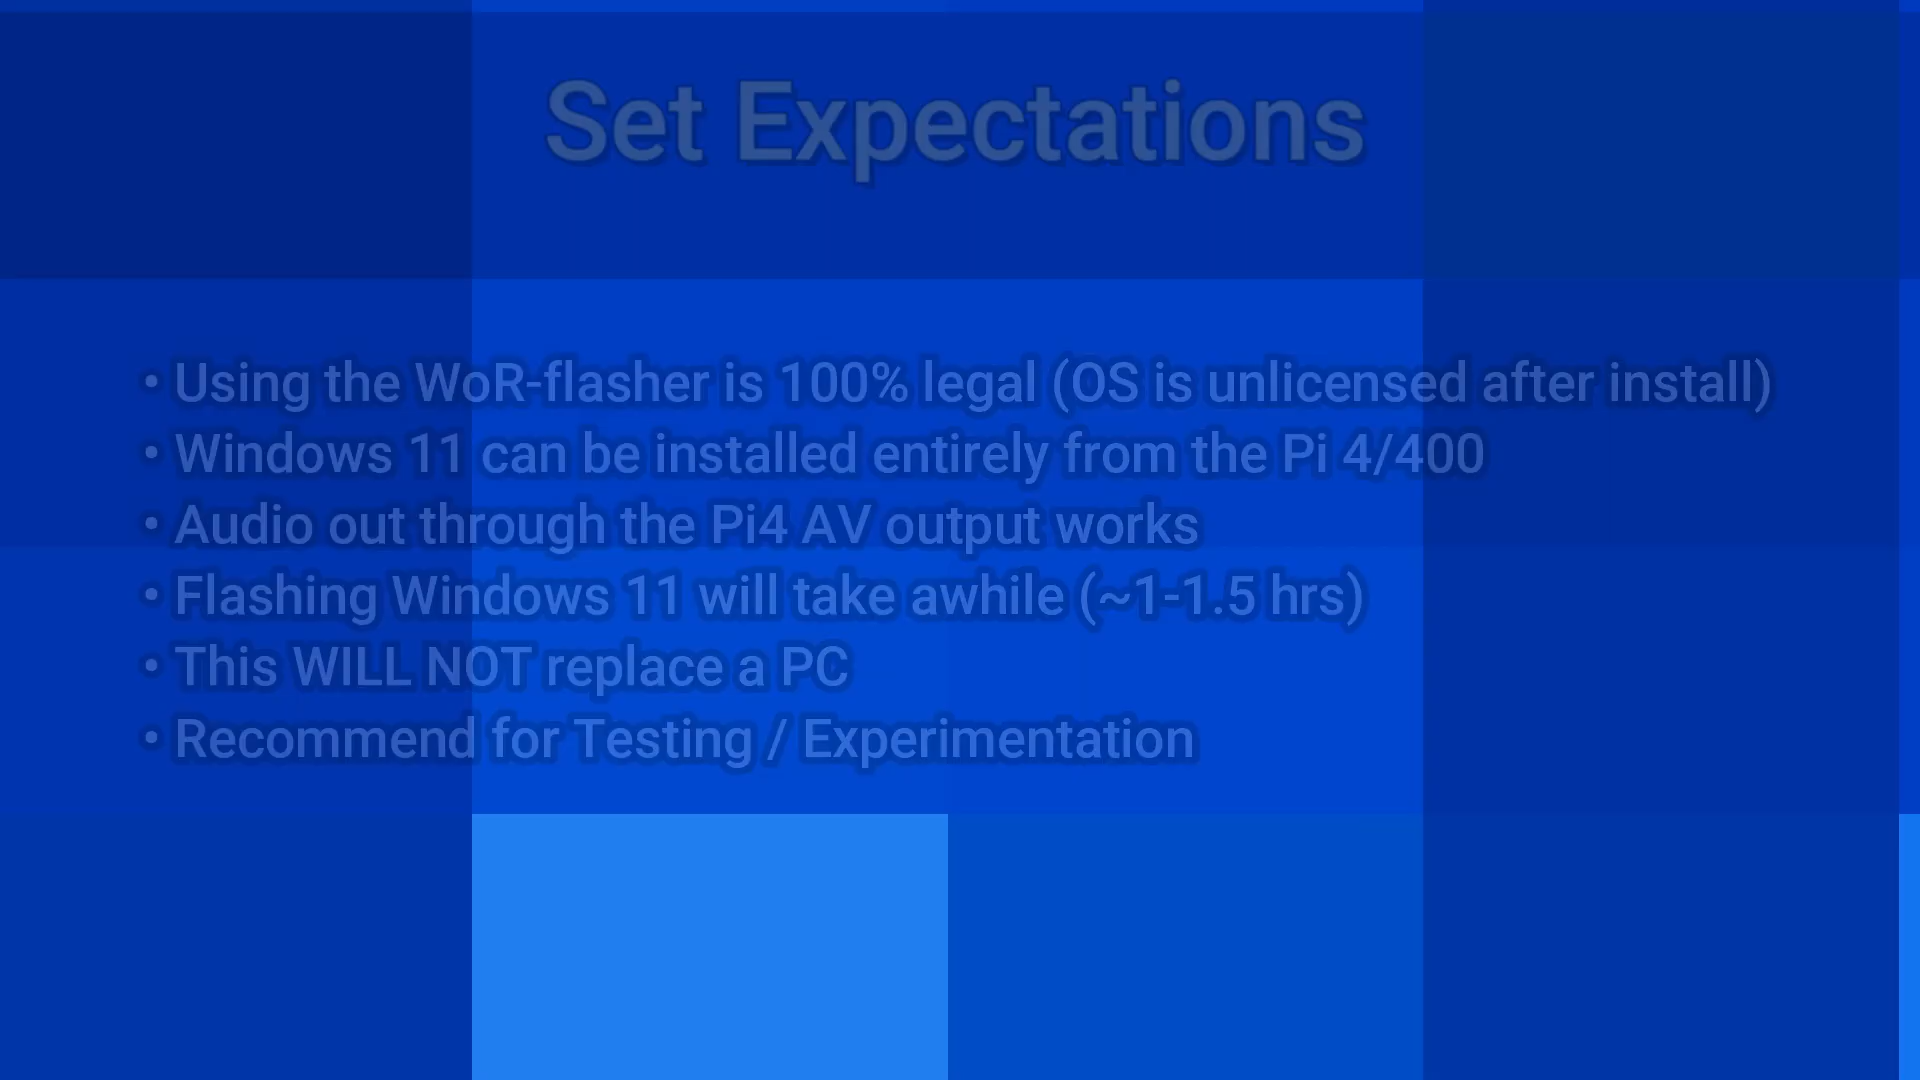 Set Expectations
• Using the WoR-flasher is 100% legal (OS is unlicensed after install)
• Windows 11 can be installed entirely from the Pi 4/400
• Audio out through the Pi4 AV output works
• Flashing Windows 11 will take awhile (~1-1.5 hrs)
• This WILL NOT replace a PC
• Recommend for Testing / Experimentation